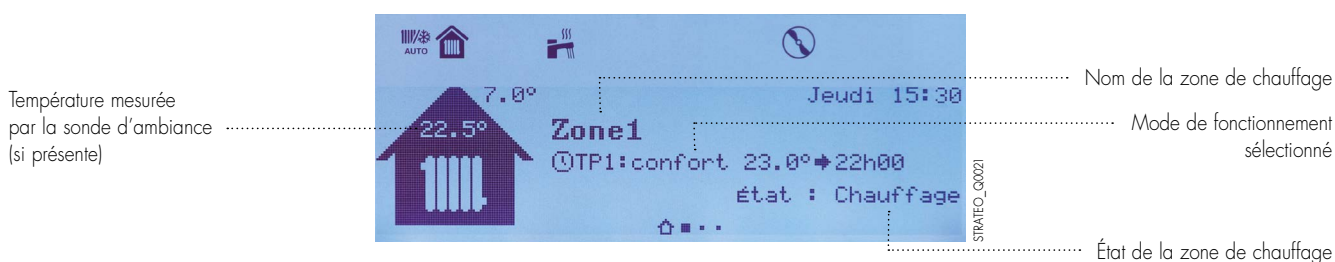 AUTO
7.0°
Jeudi 15:30
22.5°
Zone1
TP1:confort 23.0°➔22h00
État : Chauffage
Température mesurée
par la sonde d'ambiance
(si présente)
Nom de la zone de chauffage
Mode de fonctionnement
sélectionné
État de la zone de chauffage
STRATEO_Q0021